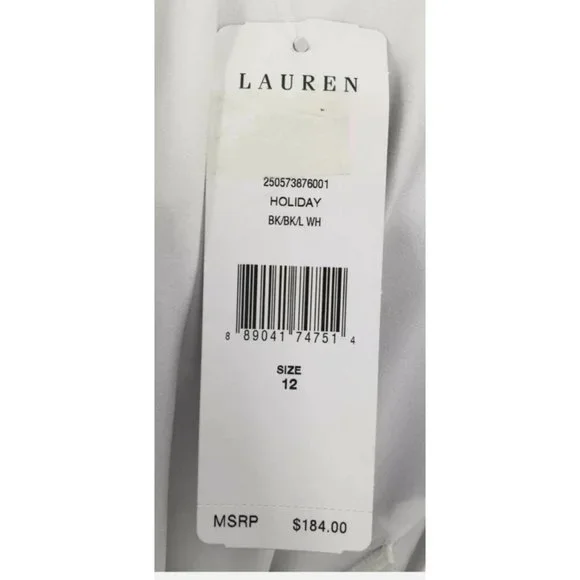 LAUREN
250573876001
HOLIDAY
BK/BK/L WH
8 89041 74751 4
SIZE
12
MSRP $184.00